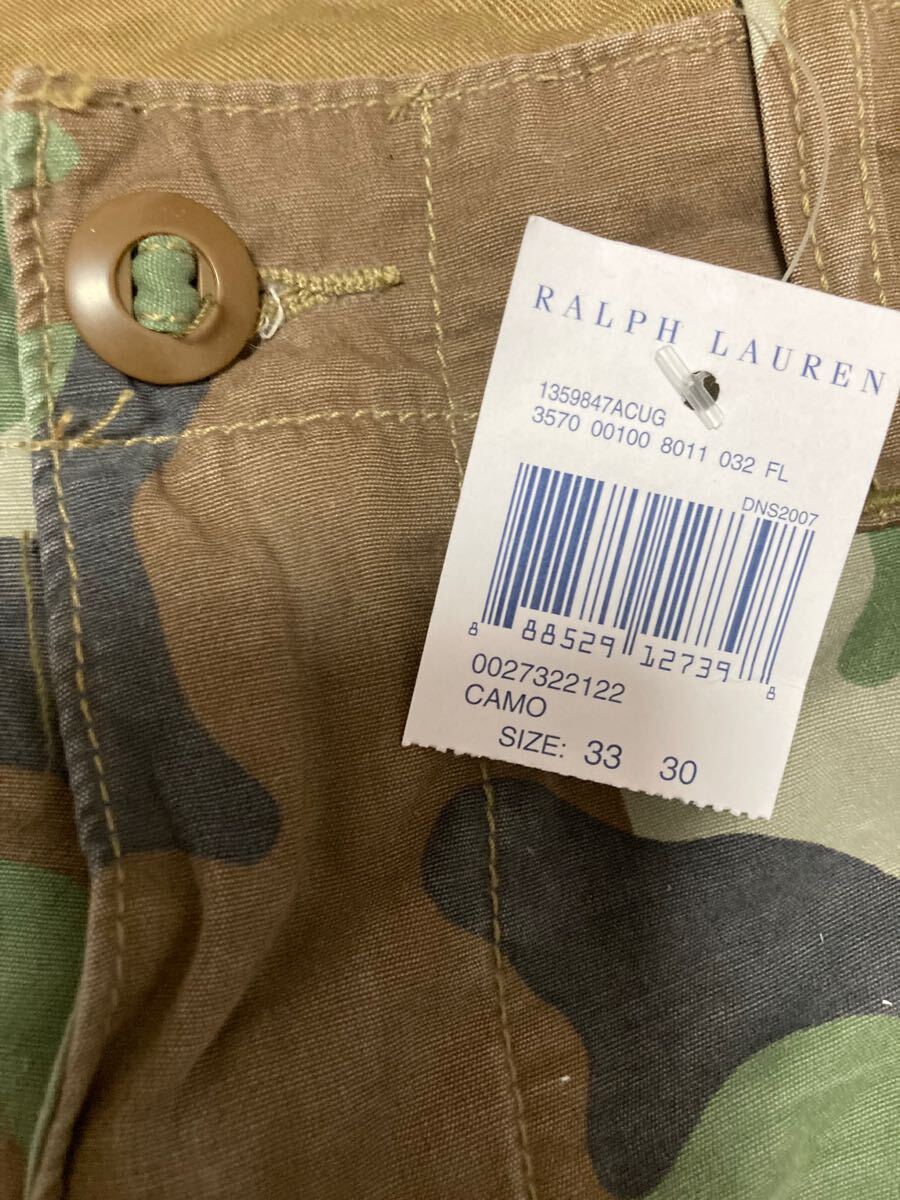 RALPH LAUREN
1359847ACUG
3570 00100 8011 032 FL
DNS2007
8 88529 12739 8
0027322122
CAMO
SIZE: 33 30